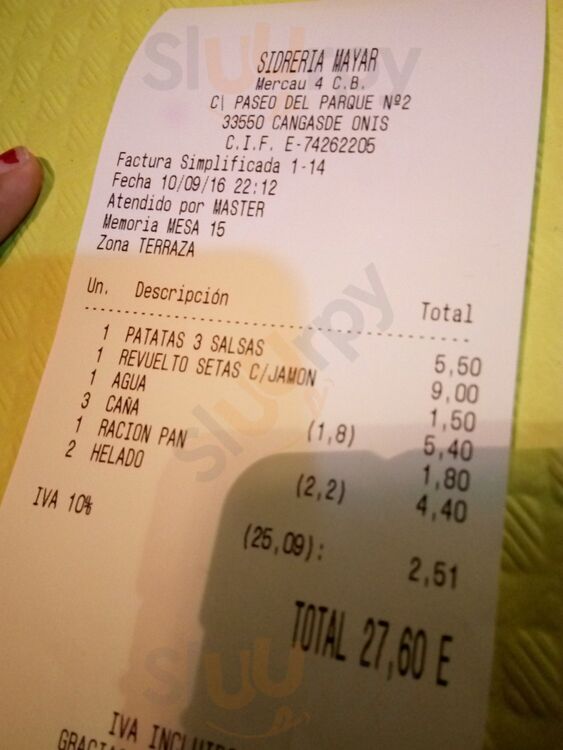 SIDRERIA MAYAR
Mercau 4 C.B.
C| PASEO DEL PARQUE Nº2
33550 CANGASDE ONIS
C.I.F. E-74262205
Factura Simplificada 1-14
Fecha 10/09/16 22:12
Atendido por MASTER
Memoria MESA 15
Zona TERRAZA
Un. Descripción Total
1 PATATAS 3 SALSAS 5,50
1 REVUELTO SETAS C/JAMON 9,00
1 AGUA 1,50
3 CAÑA (1,8) 5,40
1 RACION PAN 1,80
2 HELADO (2,2) 4,40
IVA 10% (25,09): 2,51
TOTAL 27,60 E
IVA INCLUIDO
Sluurpy
Sluurpy